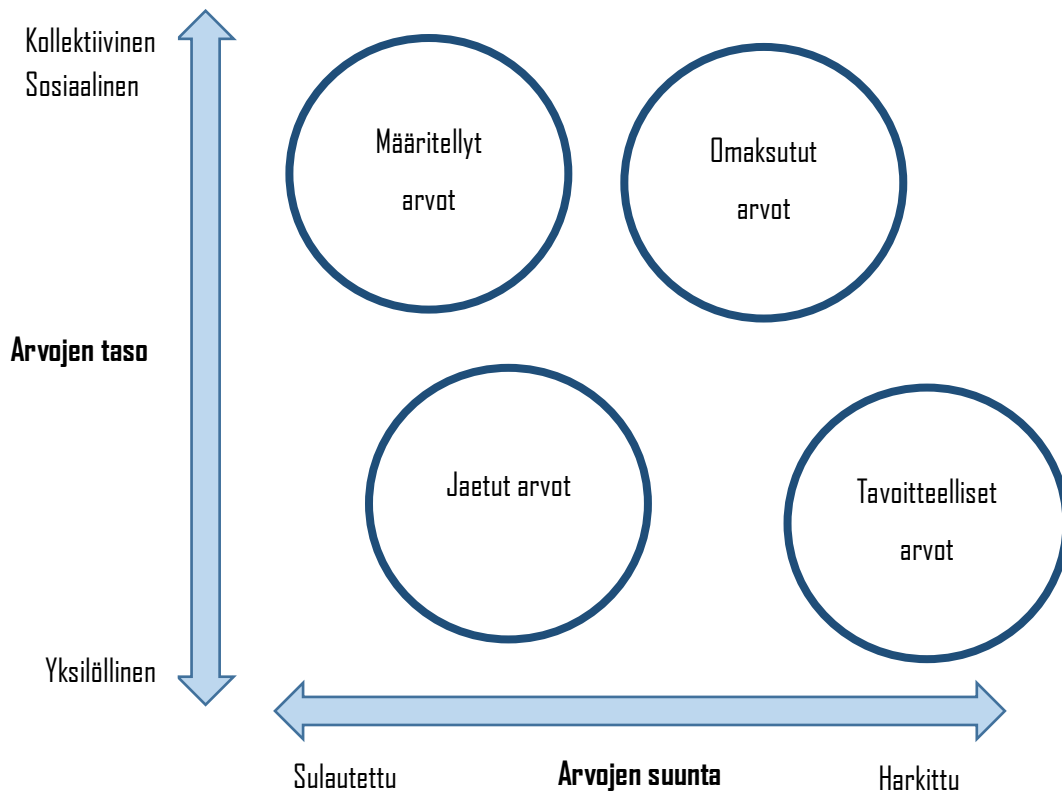 Kollektiivinen
Sosiaalinen
Määritellyt
arvot
Omaksutut
arvot
Arvojen taso
Jaetut arvot
Tavoitteelliset
arvot
Yksilöllinen
Sulautettu
Arvojen suunta
Harkittu